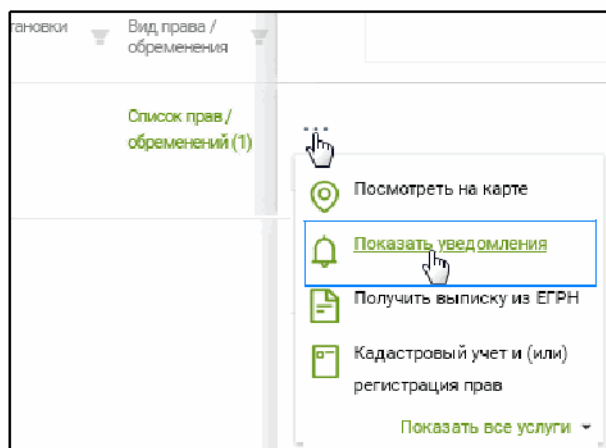 Вид права /
обременения
Список прав /
обременений (1)
...
Посмотреть на карте
Показать уведомления
Получить выписку из ЕГРН
Кадастровый учет и (или)
регистрация прав
Показать все услуги